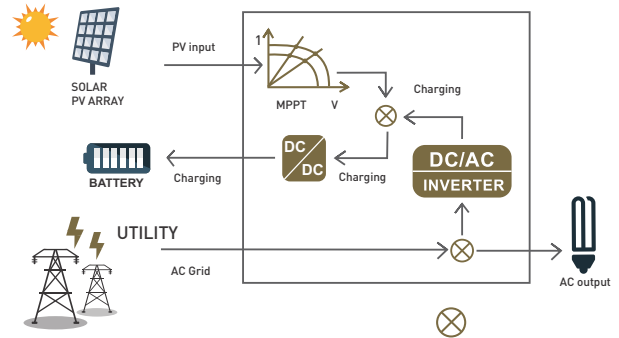 PV input
SOLAR
PV ARRAY
1
MPPT V
Charging
DC
DC
Charging
DC/AC
INVERTER
BATTERY
Charging
UTILITY
AC Grid
AC output